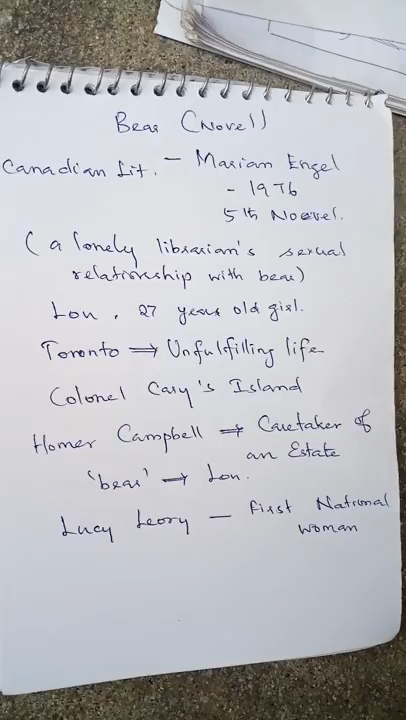 Bear (Novel)
Canadian Lit. - Marian Engel
- 1976
5th Noovel.
(a lonely librarian's sexual
relationship with bear)
Lou, 27 years old girl.
Toronto ⇒ Unfulfilling life
Colonel Cary's Island
Homer Campbell ⇒ Caretaker of
an Estate
'bear' → Lou.
Lucy Leory - First National
woman